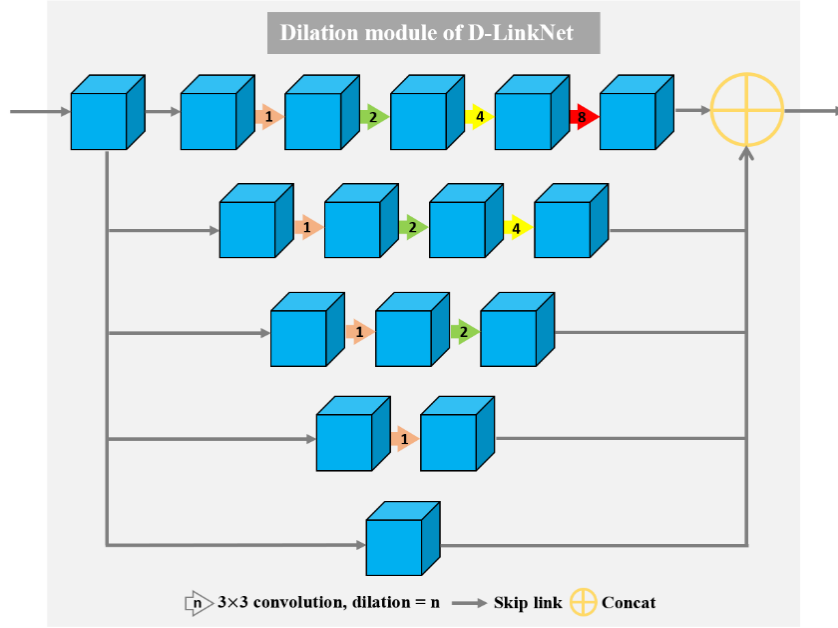 Dilation module of D-LinkNet
1 2 4 8
1 2 4
1 2
1
n 3×3 convolution, dilation = n Skip link Concat